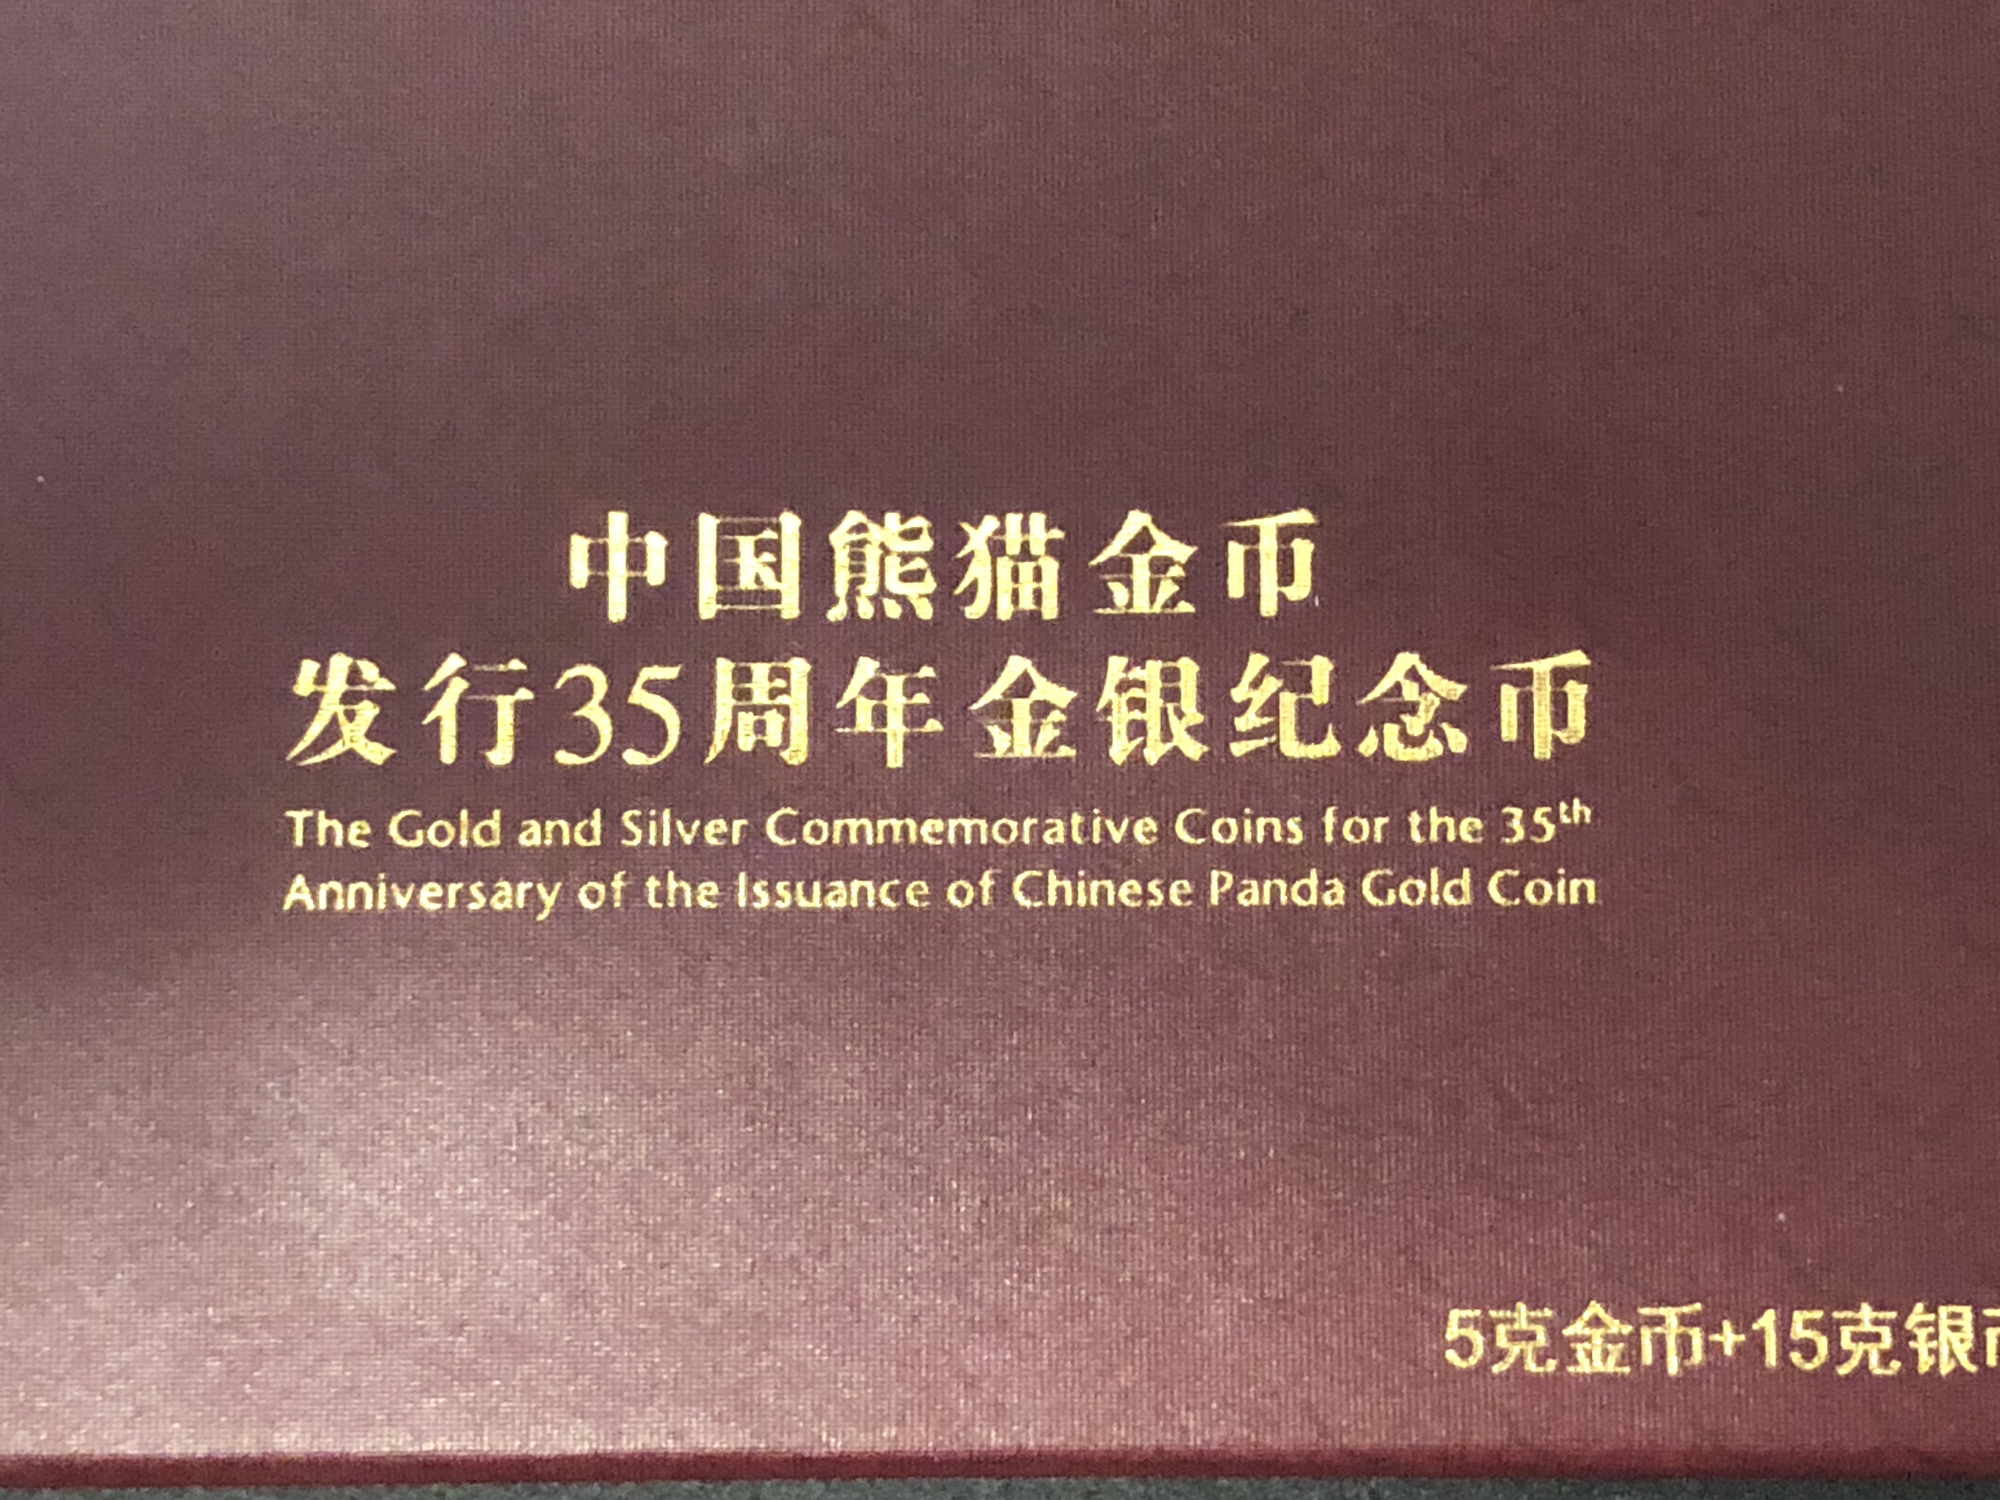 中国熊猫金币
发行35周年金银纪念币
The Gold and Silver Commemorative Coins for the 35th
Anniversary of the Issuance of Chinese Panda Gold Coin
5克金币+15克银币